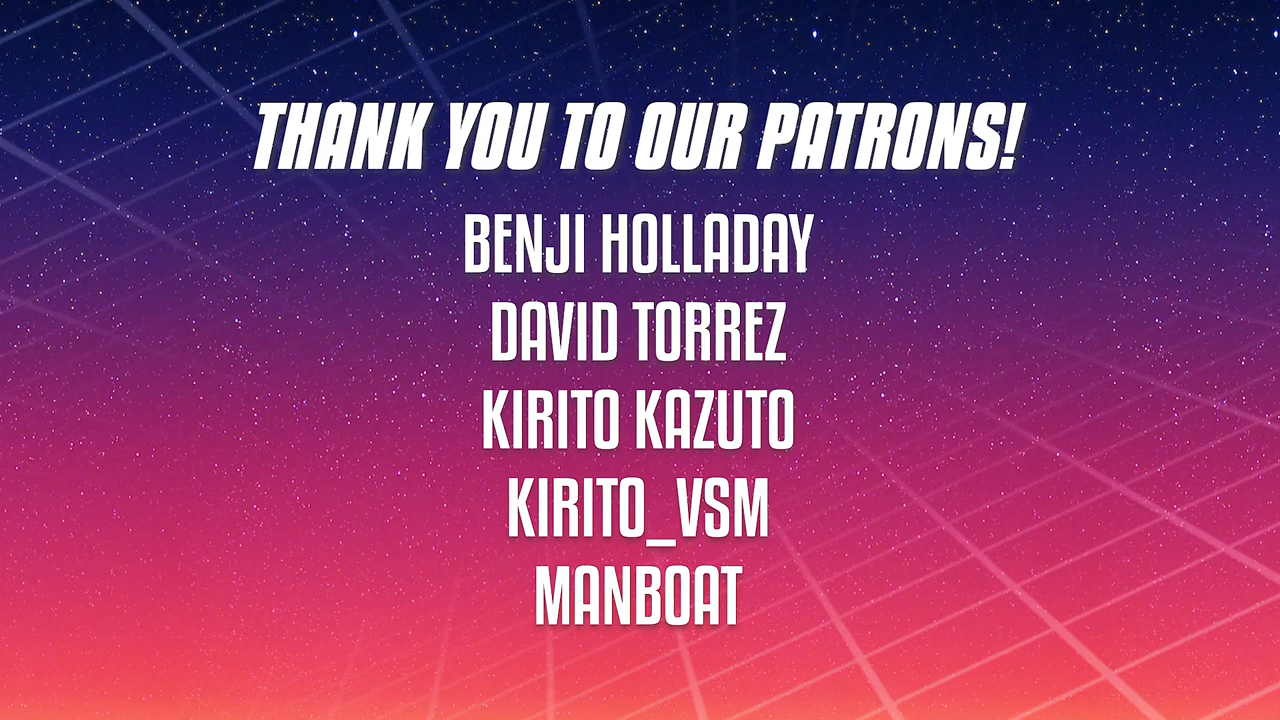 THANK YOU TO OUR PATRONS!
BENJI HOLLADAY
DAVID TORREZ
KIRITO KAZUTO
KIRITO_VSM
MANBOAT